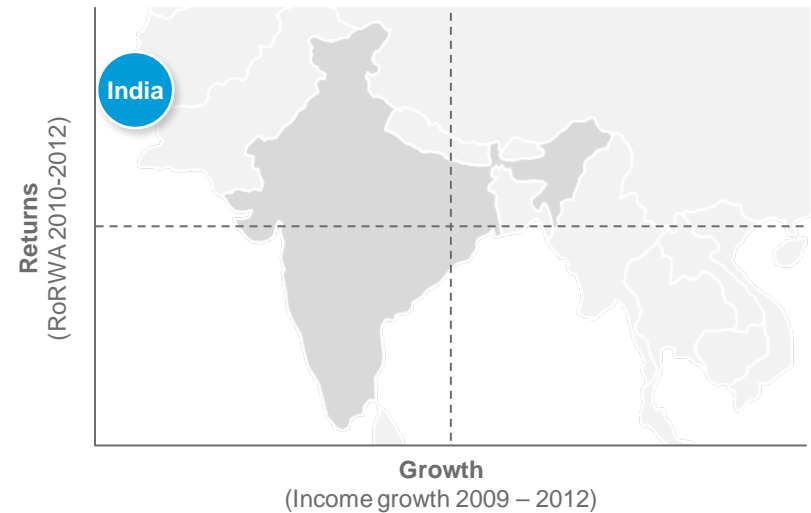 India
Returns
(RoRWA 2010-2012)
Growth
(Income growth 2009 – 2012)